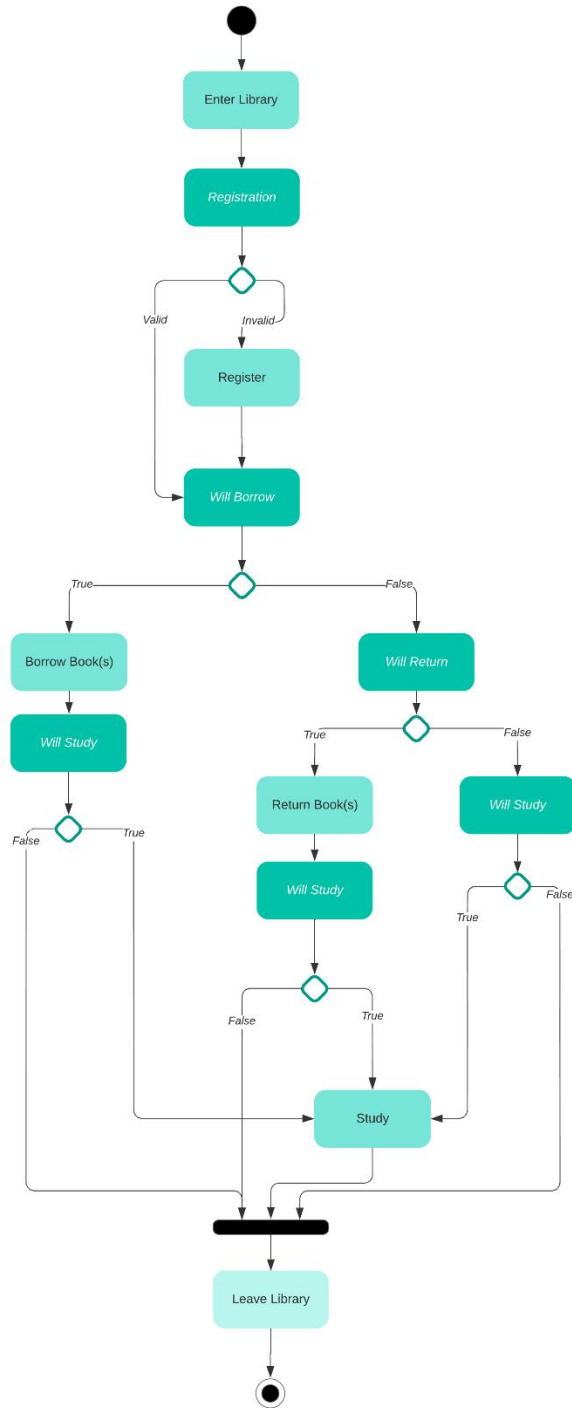 Enter Library
Registration
Valid
Invalid
Register
Will Borrow
True
False
Borrow Book(s)
Will Return
Will Study
True
False
Return Book(s)
Will Study
False
True
Will Study
True
False
False
True
Study
Leave Library